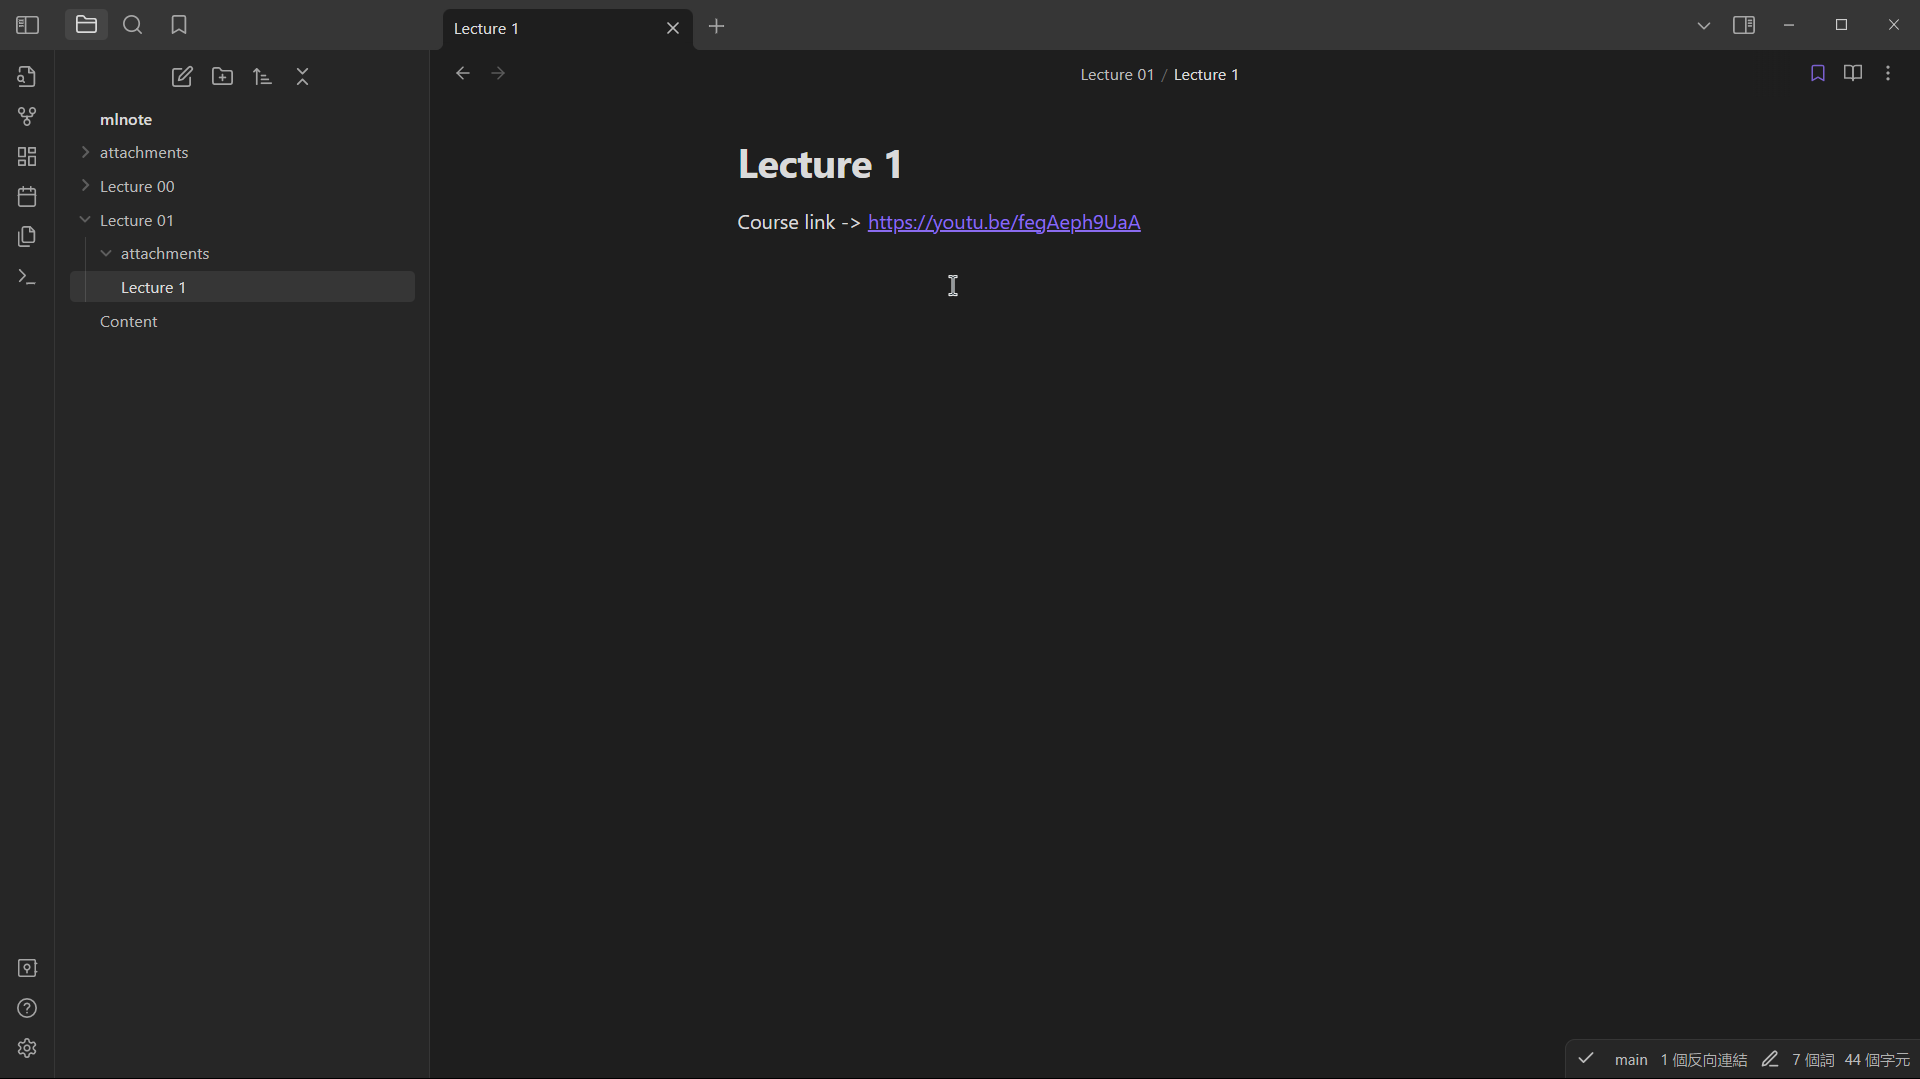 Lecture 1
Lecture 01 / Lecture 1
mlnote
attachments
Lecture 00
Lecture 01
attachments
Lecture 1
Content
Lecture 1
Course link -> https://youtu.be/fegAeph9UaA
main 1 個反向連結 7 個詞 44 個字元